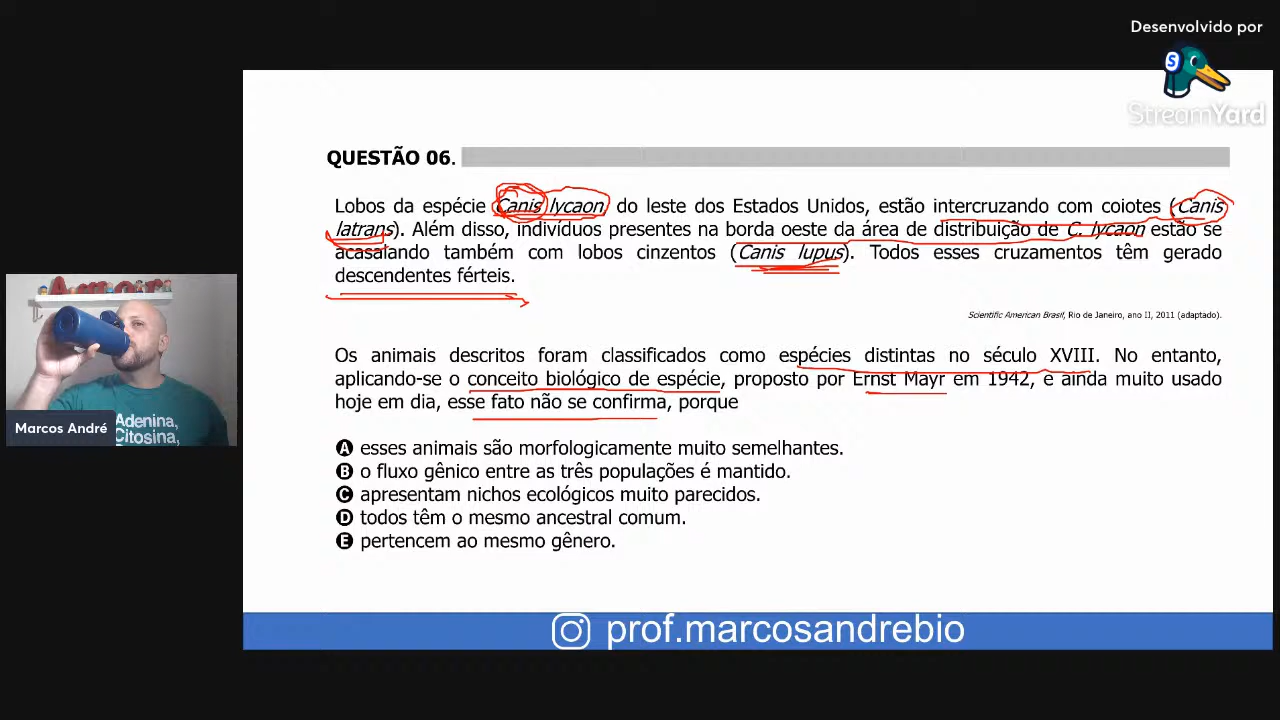 Desenvolvido por
S
StreamYard
QUESTÃO 06.
Lobos da espécie Canis lycaon, do leste dos Estados Unidos, estão intercruzando com coiotes (Canis
latrans). Além disso, indivíduos presentes na borda oeste da área de distribuição de C. lycaon estão se
acasalando também com lobos cinzentos (Canis lupus). Todos esses cruzamentos têm gerado
descendentes férteis.
Scientific American Brasil, Rio de Janeiro, ano II, 2011 (adaptado).
Os animais descritos foram classificados como espécies distintas no século XVIII. No entanto,
aplicando-se o conceito biológico de espécie, proposto por Ernst Mayr em 1942, e ainda muito usado
hoje em dia, esse fato não se confirma, porque
A esses animais são morfologicamente muito semelhantes.
B o fluxo gênico entre as três populações é mantido.
C apresentam nichos ecológicos muito parecidos.
D todos têm o mesmo ancestral comum.
E pertencem ao mesmo gênero.
Adenina,
Citosina,
Marcos André
prof.marcosandrebio